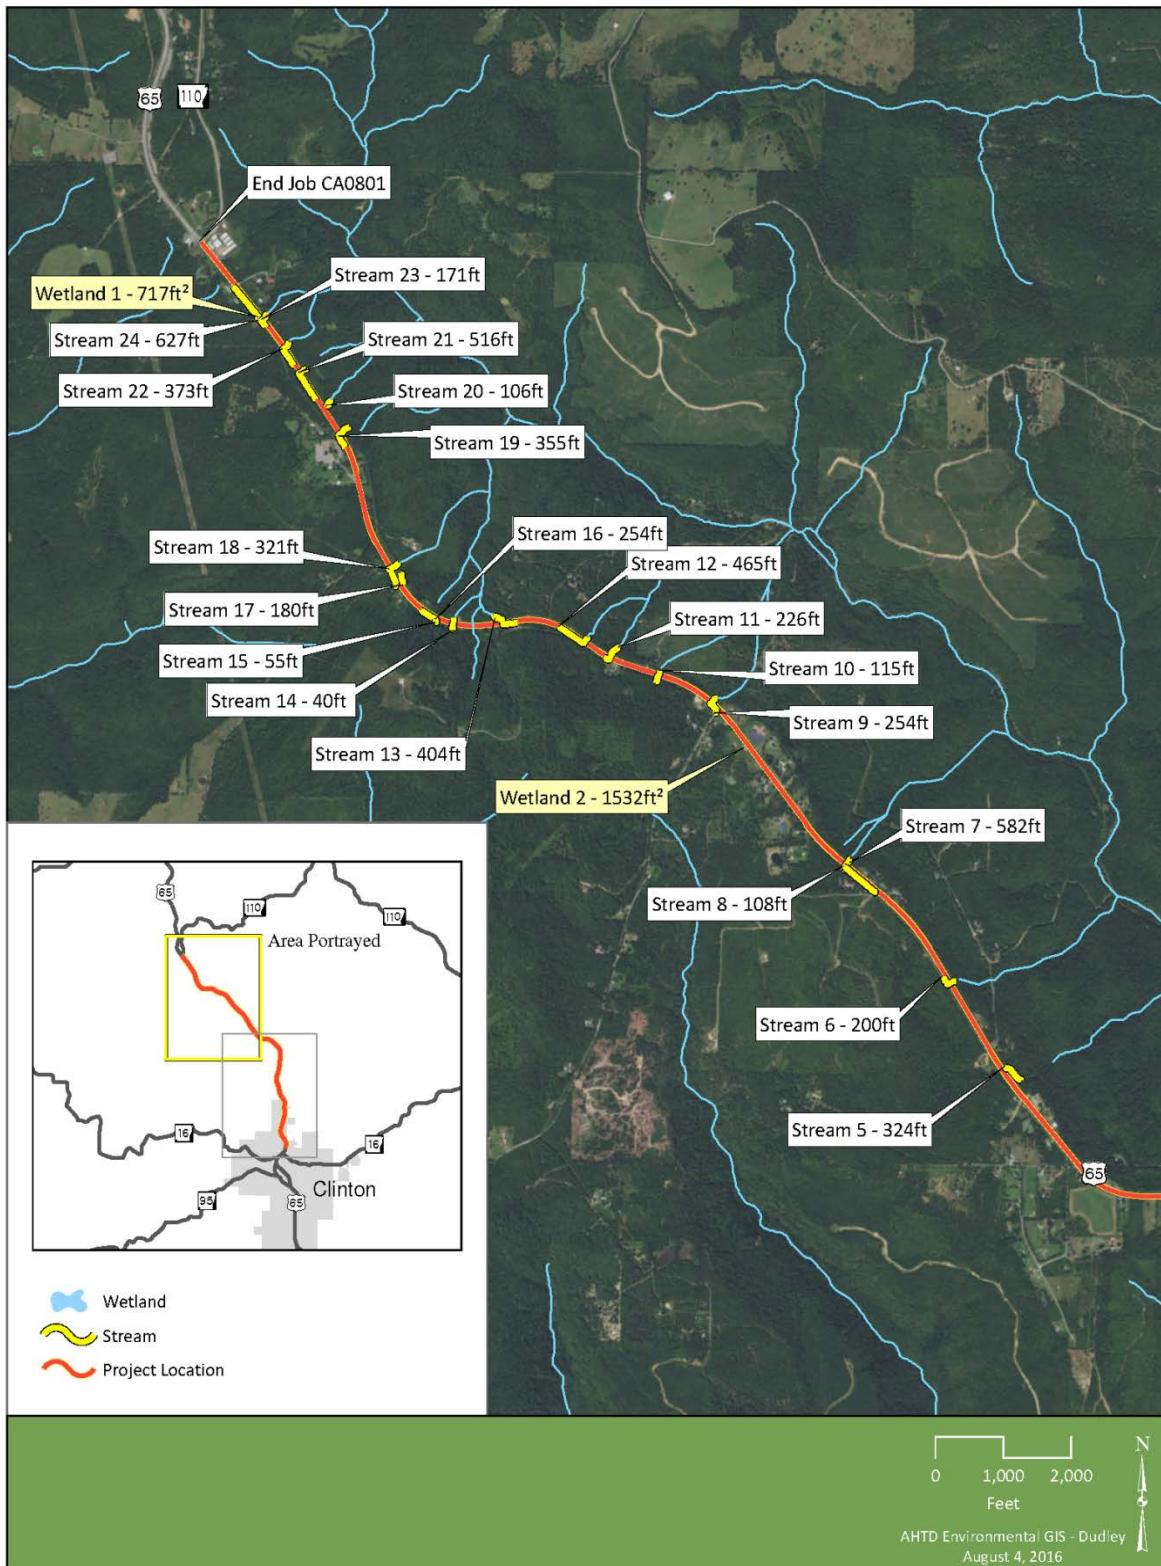 65
110
End Job CA0801
Stream 23 - 171ft
Wetland 1 - 717ft²
Stream 24 - 627ft
Stream 21 - 516ft
Stream 22 - 373ft
Stream 20 - 106ft
Stream 19 - 355ft
Stream 16 - 254ft
Stream 18 - 321ft
Stream 12 - 465ft
Stream 17 - 180ft
Stream 11 - 226ft
Stream 15 - 55ft
Stream 10 - 115ft
Stream 14 - 40ft
Stream 9 - 254ft
Stream 13 - 404ft
Wetland 2 - 1532ft²
Stream 7 - 582ft
Stream 8 - 108ft
Stream 6 - 200ft
Stream 5 - 324ft
65
65
110
110
Area Portrayed
16
16
Clinton
95
65
Wetland
Stream
Project Location
N
0 1,000 2,000
Feet
AHTD Environmental GIS - Dudley
August 4, 2016